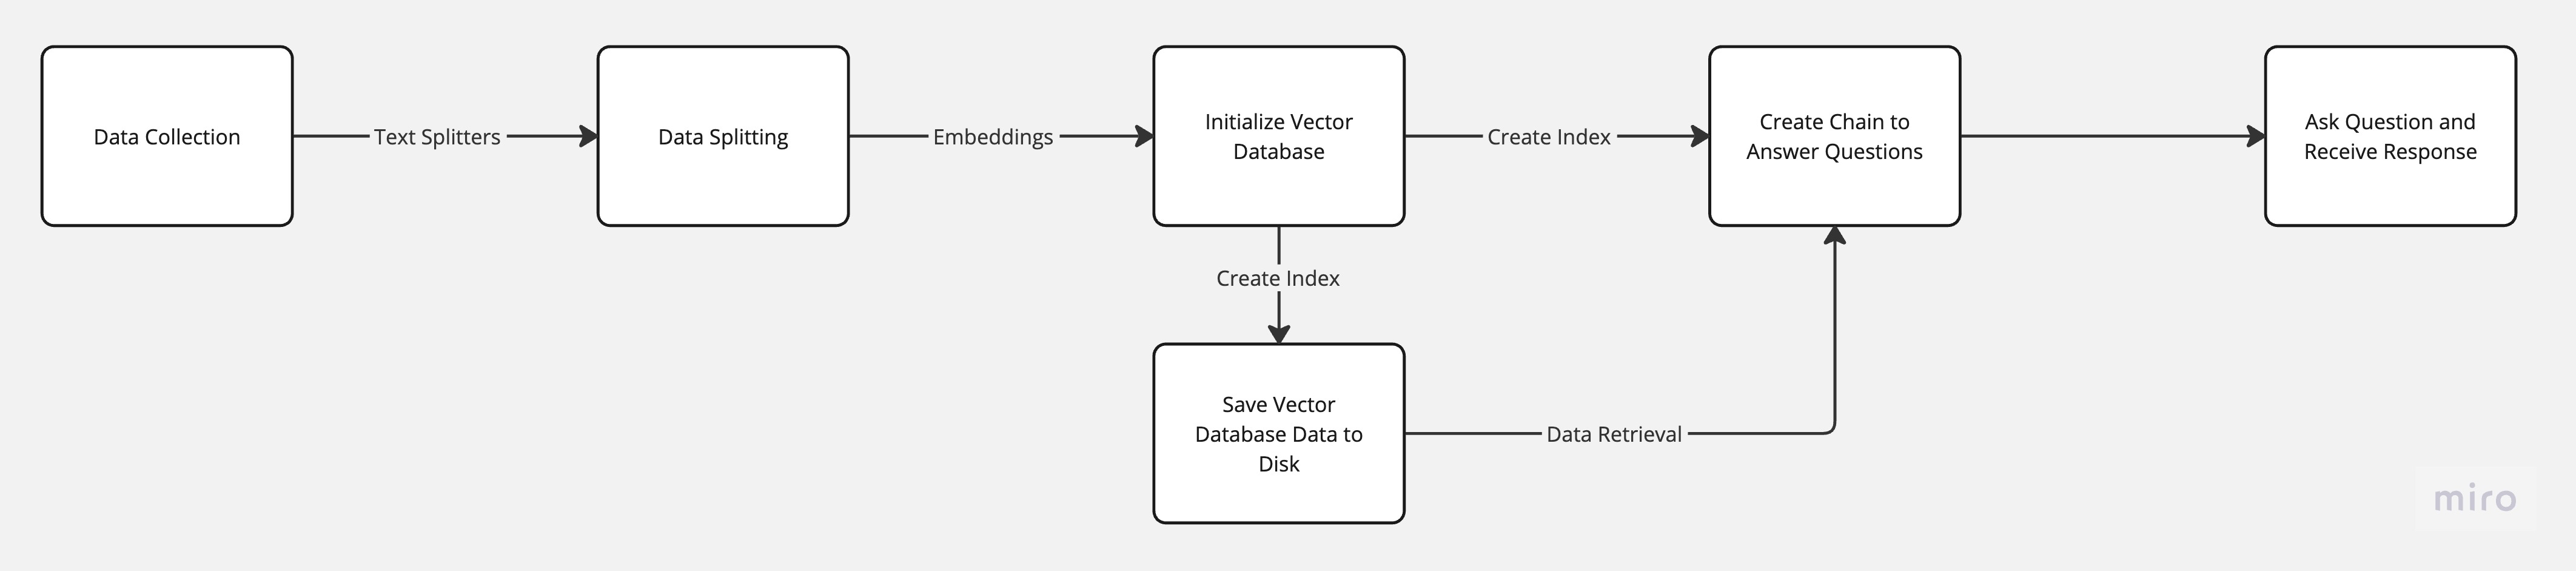 Data Collection
Text Splitters
Data Splitting
Embeddings
Initialize Vector
Database
Create Index
Create Chain to
Answer Questions
Ask Question and
Receive Response
Create Index
Save Vector
Database Data to
Disk
Data Retrieval
miro